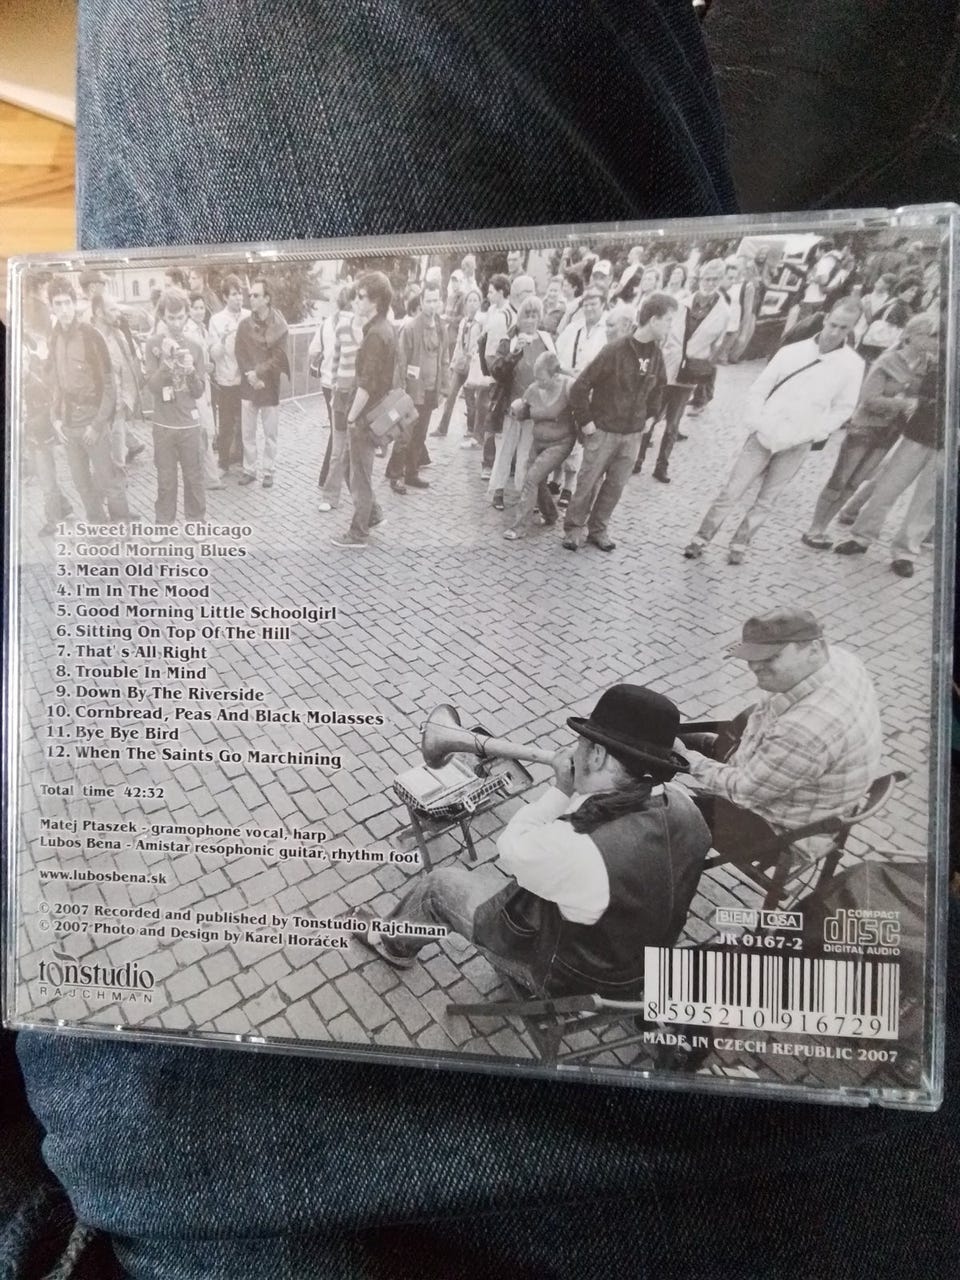 1. Sweet Home Chicago
2. Good Morning Blues
3. Mean Old Frisco
4. I'm In The Mood
5. Good Morning Little Schoolgirl
6. Sitting On Top Of The Hill
7. That' s All Right
8. Trouble In Mind
9. Down By The Riverside
10. Cornbread, Peas And Black Molasses
11. Bye Bye Bird
12. When The Saints Go Marchining
Total time 42:32
Matej Ptaszek - gramophone vocal, harp
Lubos Bena - Amistar resophonic guitar, rhythm foot
www.lubosbena.sk
© 2007 Recorded and published by Tonstudio Rajchman
© 2007 Photo and Design by Karel Horáček
tonstudio
RAJCHMAN
BIEM OSA
JR 0167-2
COMPACT
disc
DIGITAL AUDIO
8 595210 916729
MADE IN CZECH REPUBLIC 2007